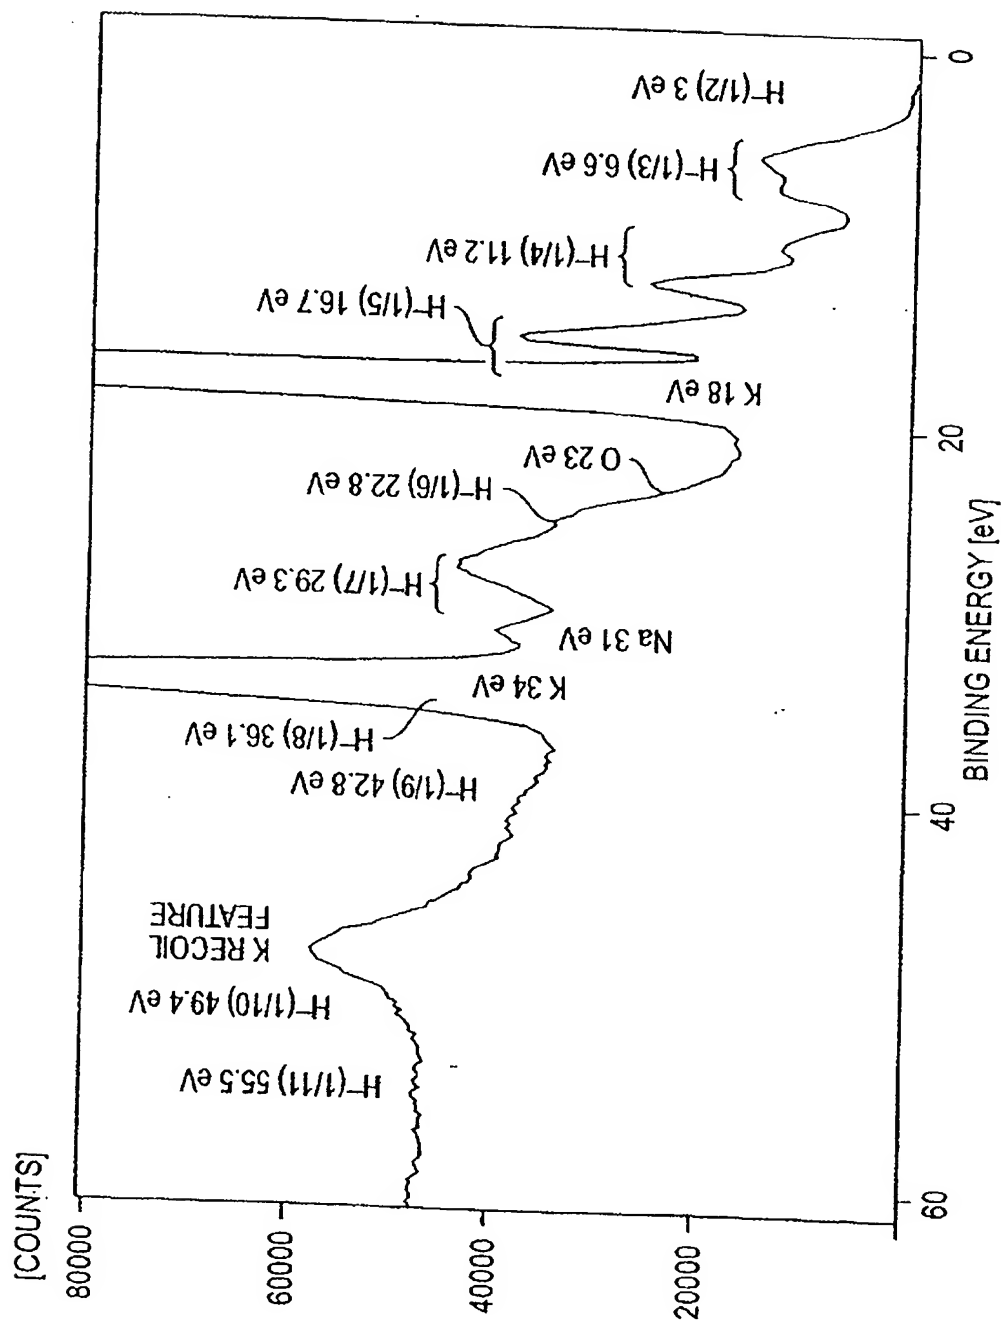 [COUNTS]
80000
60000
40000
20000
60
40
20
0
BINDING ENERGY [eV]
H⁻(1/11) 55.5 eV
H⁻(1/10) 49.4 eV
K RECOIL
FEATURE
H⁻(1/9) 42.8 eV
H⁻(1/8) 36.1 eV
K 34 eV
Na 31 eV
H⁻(1/7) 29.3 eV
H⁻(1/6) 22.8 eV
O 23 eV
K 18 eV
H⁻(1/5) 16.7 eV
H⁻(1/4) 11.2 eV
H⁻(1/3) 6.6 eV
H⁻(1/2) 3 eV